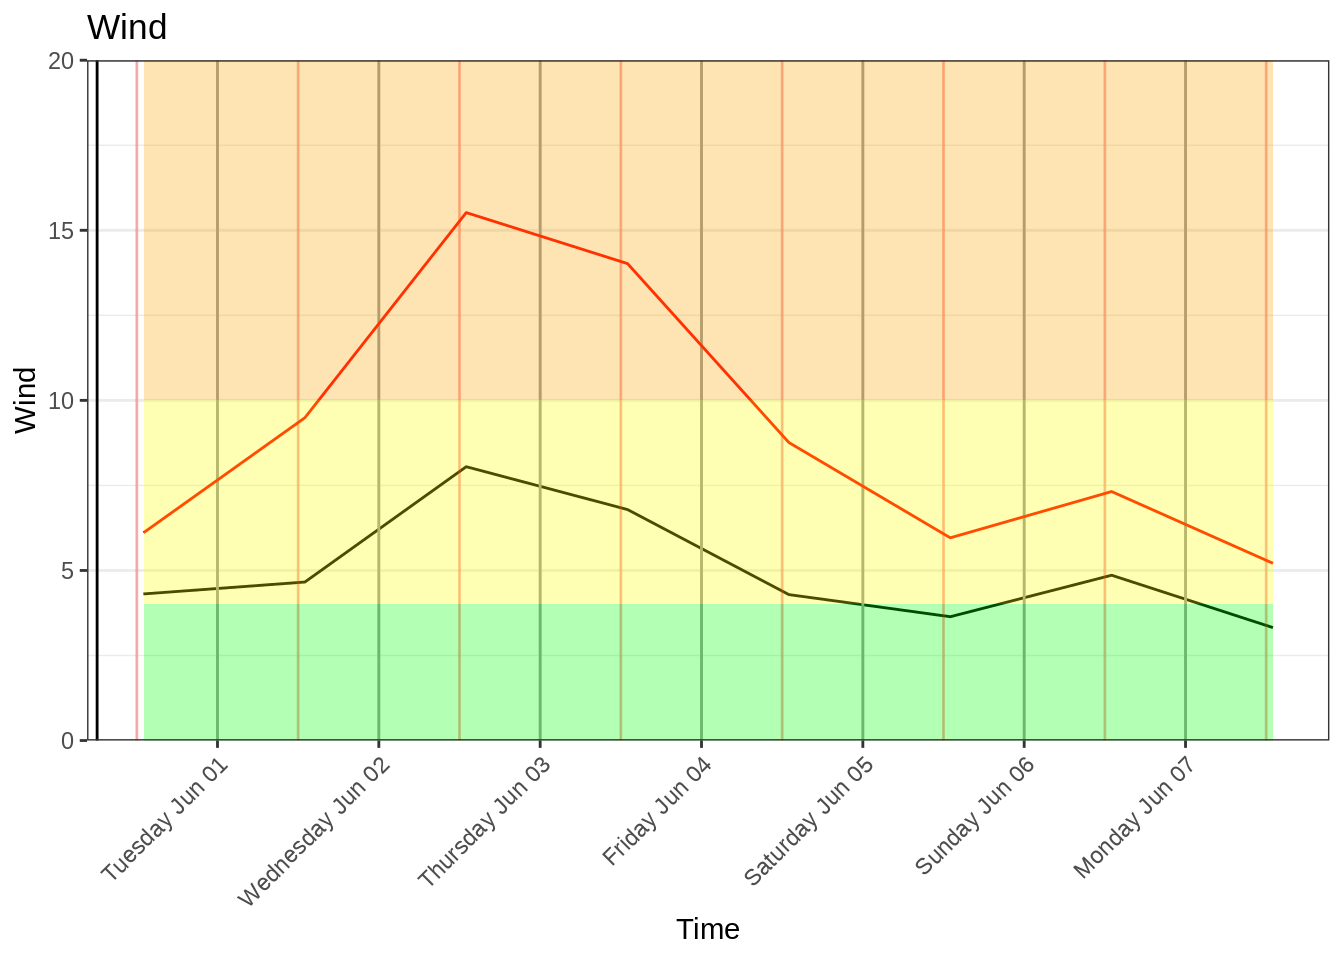 Wind
20
15
10
5
0
Wind
Tuesday Jun 01
Wednesday Jun 02
Thursday Jun 03
Friday Jun 04
Saturday Jun 05
Sunday Jun 06
Monday Jun 07
Time